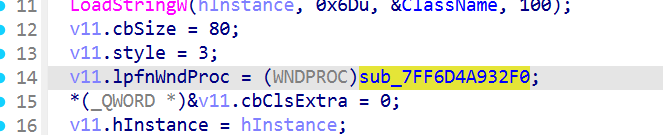 11 LoadStringW(hInstance, 0x6Du, &ClassName, 100);
12 v11.cbSize = 80;
13 v11.style = 3;
14 v11.lpfnWndProc = (WNDPROC)sub_7FF6D4A932F0;
15 *(_QWORD *)&v11.cbClsExtra = 0;
16 v11.hInstance = hInstance;